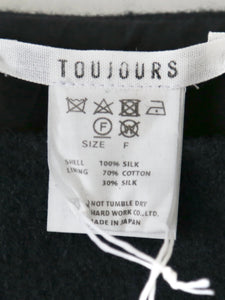 TOUJOURS
F W
SIZE F
SHELL 100% SILK
LINING 70% COTTON
30% SILK
DO NOT TUMBLE DRY
HARD WORK CO.,LTD.
MADE IN JAPAN